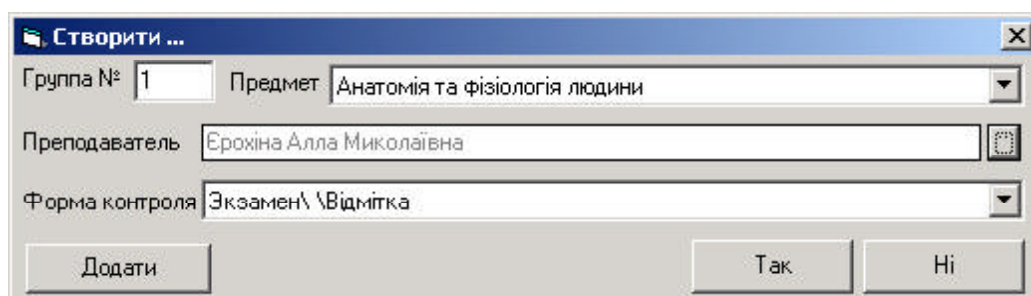 Створити ...
Группа № 1 Предмет Анатомія та фізіологія людини
Преподаватель Єрохіна Алла Миколаївна
Форма контроля Экзамен\ \Відмітка
Додати Так Ні